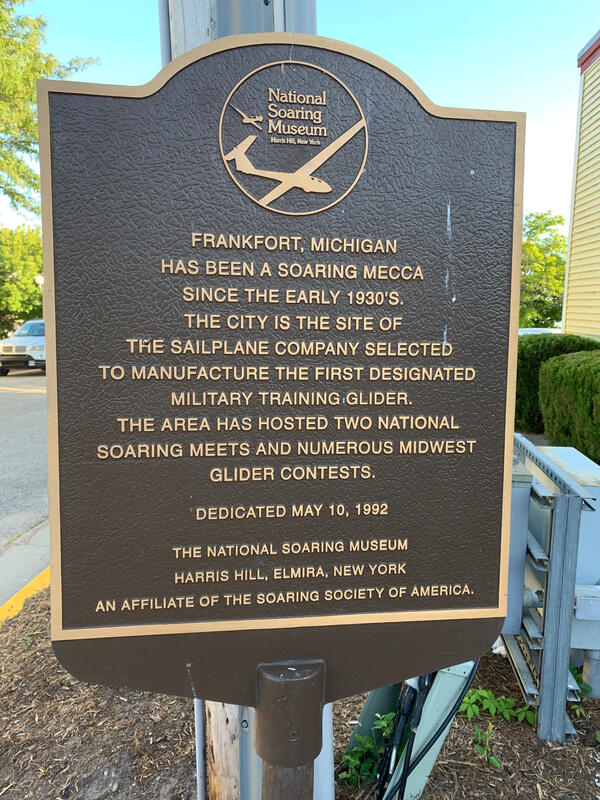 National
Soaring
Museum
Harris Hill, New York
FRANKFORT, MICHIGAN
HAS BEEN A SOARING MECCA
SINCE THE EARLY 1930'S.
THE CITY IS THE SITE OF
THE SAILPLANE COMPANY SELECTED
TO MANUFACTURE THE FIRST DESIGNATED
MILITARY TRAINING GLIDER.
THE AREA HAS HOSTED TWO NATIONAL
SOARING MEETS AND NUMEROUS MIDWEST
GLIDER CONTESTS.
DEDICATED MAY 10, 1992
THE NATIONAL SOARING MUSEUM
HARRIS HILL, ELMIRA, NEW YORK
AN AFFILIATE OF THE SOARING SOCIETY OF AMERICA.